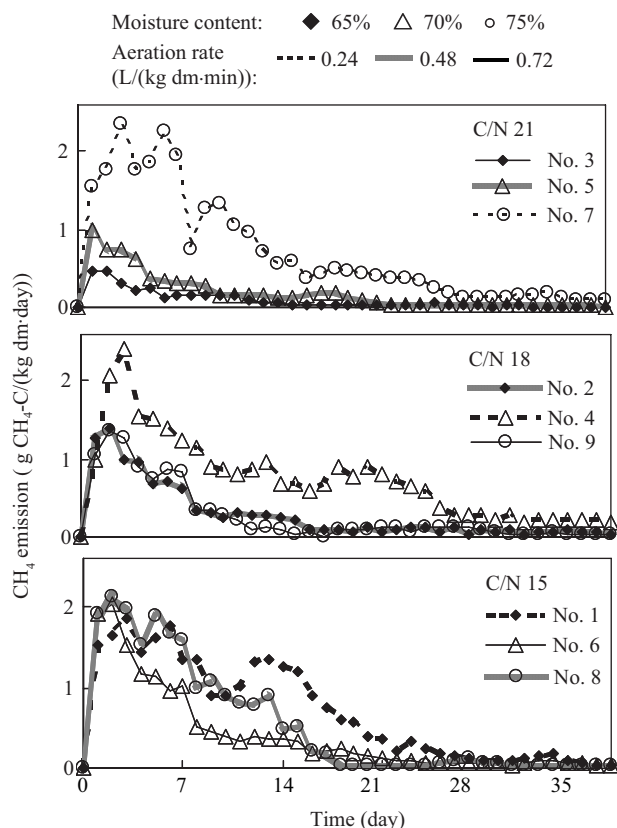 Moisture content: 65% 70% 75%
Aeration rate
(L/(kg dm·min)): 0.24 0.48 0.72
CH₄ emission ( g CH₄-C/(kg dm·day))
2
1
0
C/N 21
No. 3
No. 5
No. 7
2
1
0
C/N 18
No. 2
No. 4
No. 9
2
1
0
C/N 15
No. 1
No. 6
No. 8
0 7 14 21 28 35
Time (day)